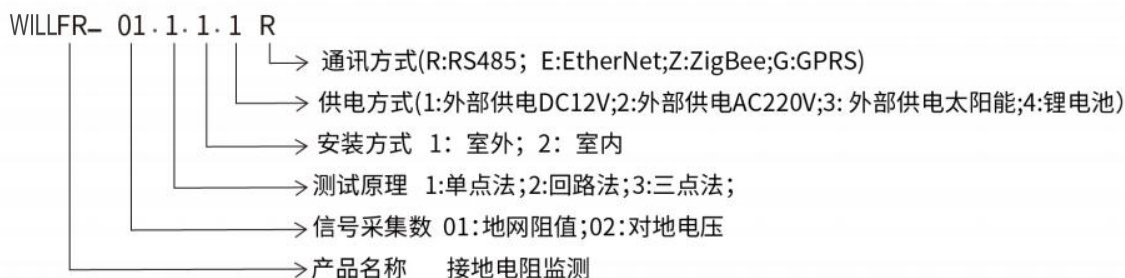 WILLFR- 01.1.1.1 R
通讯方式(R:RS485；E:EtherNet;Z:ZigBee;G:GPRS)
供电方式(1:外部供电DC12V;2:外部供电AC220V;3: 外部供电太阳能;4:锂电池）
安装方式 1：室外；2：室内
测试原理 1:单点法;2:回路法;3:三点法;
信号采集数 01:地网阻值;02:对地电压
产品名称 接地电阻监测